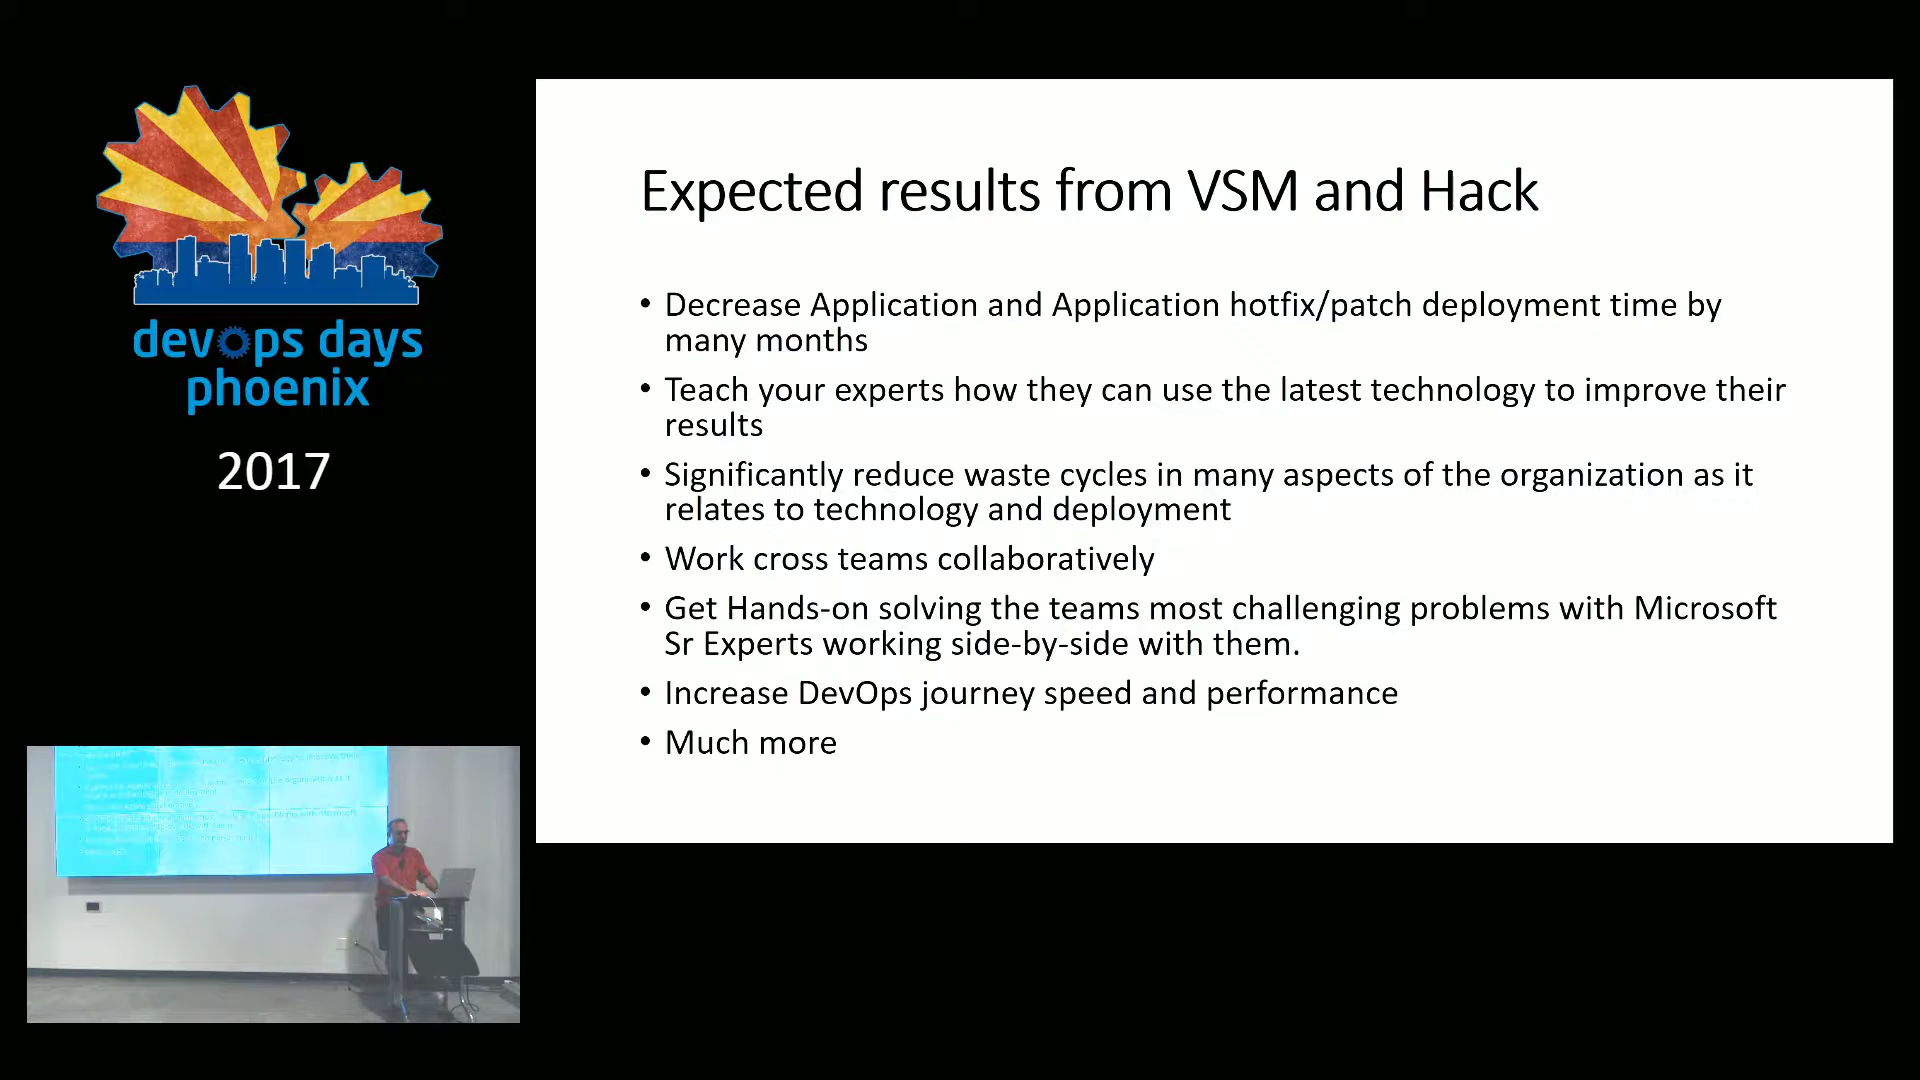 devops days
phoenix
2017
Expected results from VSM and Hack
• Decrease Application and Application hotfix/patch deployment time by
many months
• Teach your experts how they can use the latest technology to improve their
results
• Significantly reduce waste cycles in many aspects of the organization as it
relates to technology and deployment
• Work cross teams collaboratively
• Get Hands-on solving the teams most challenging problems with Microsoft
Sr Experts working side-by-side with them.
• Increase DevOps journey speed and performance
• Much more